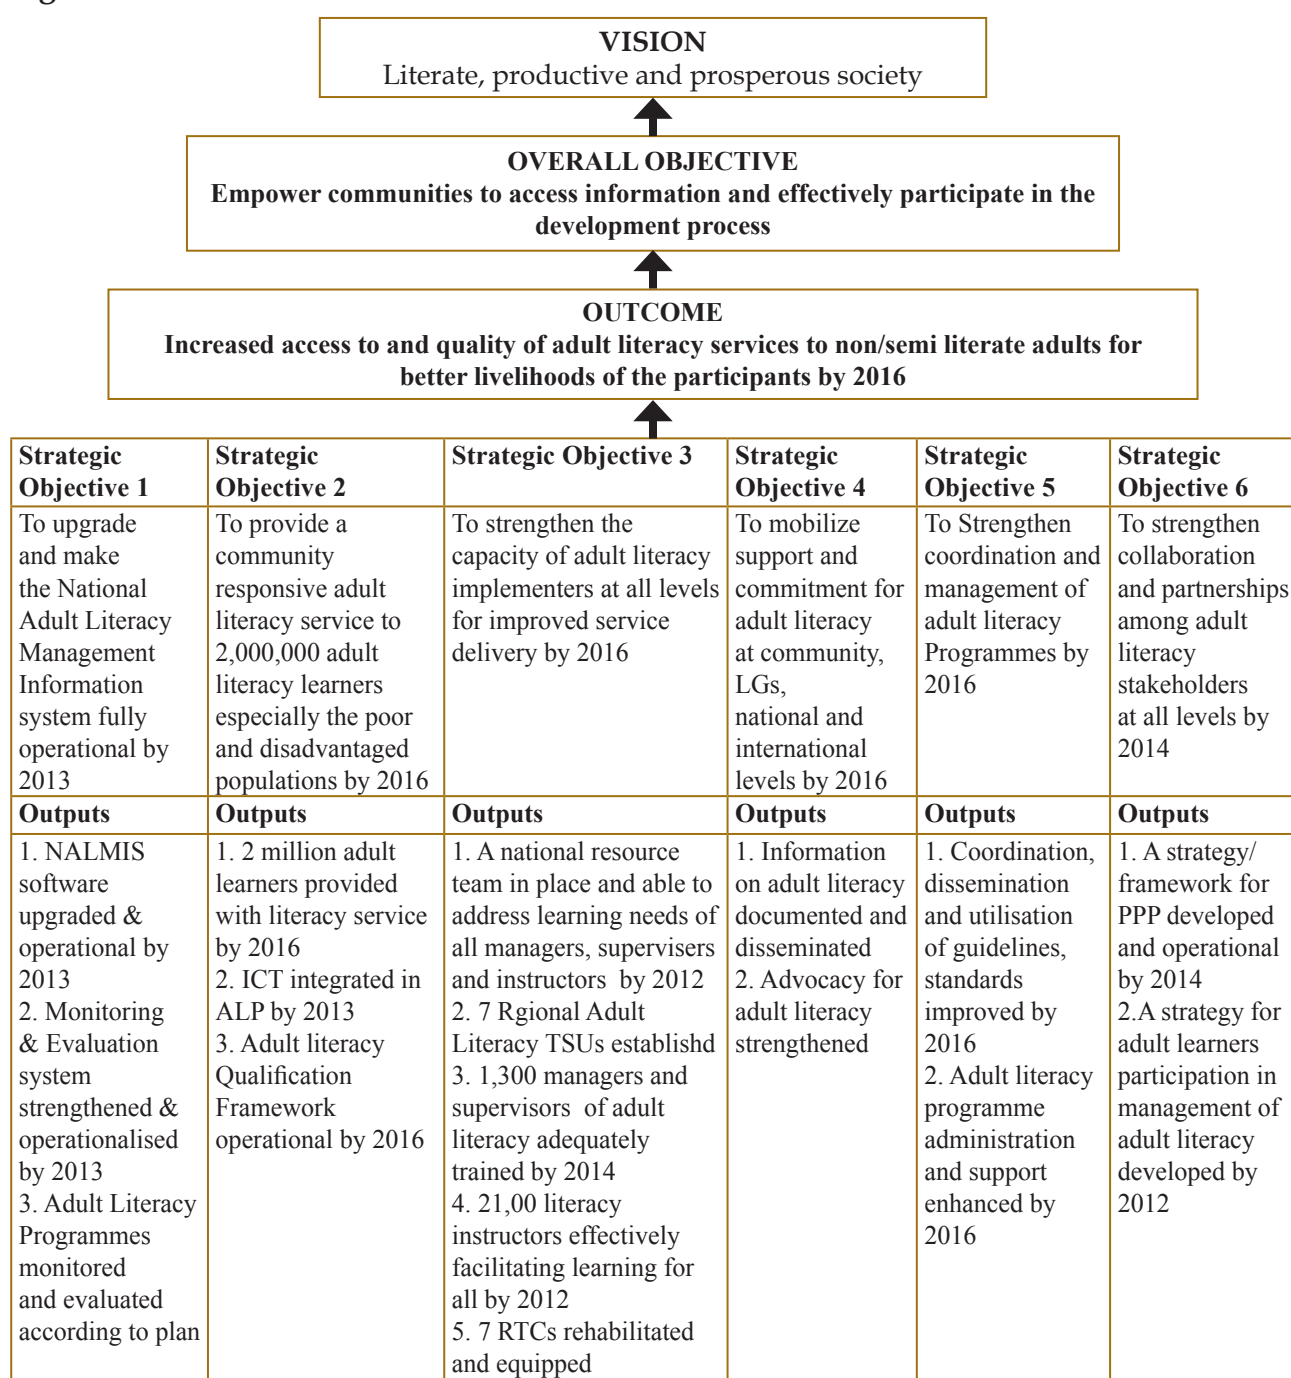 VISION
Literate, productive and prosperous society
OVERALL OBJECTIVE
Empower communities to access information and effectively participate in the
development process
OUTCOME
Increased access to and quality of adult literacy services to non/semi literate adults for
better livelihoods of the participants by 2016
Strategic
Objective 1
To upgrade
and make
the National
Adult Literacy
Management
Information
system fully
operational by
2013
Outputs
1. NALMIS
software
upgraded &
operational by
2013
2. Monitoring
& Evaluation
system
strengthened &
operationalised
by 2013
3. Adult Literacy
Programmes
monitored
and evaluated
according to plan
Strategic
Objective 2
To provide a
community
responsive adult
literacy service to
2,000,000 adult
literacy learners
especially the poor
and disadvantaged
populations by 2016
Outputs
1. 2 million adult
learners provided
with literacy service
by 2016
2. ICT integrated in
ALP by 2013
3. Adult literacy
Qualification
Framework
operational by 2016
Strategic Objective 3
To strengthen the
capacity of adult literacy
implementers at all levels
for improved service
delivery by 2016
Outputs
1. A national resource
team in place and able to
address learning needs of
all managers, supervisers
and instructors by 2012
2. 7 Rgional Adult
Literacy TSUs establishd
3. 1,300 managers and
supervisors of adult
literacy adequately
trained by 2014
4. 21,00 literacy
instructors effectively
facilitating learning for
all by 2012
5. 7 RTCs rehabilitated
and equipped
Strategic
Objective 4
To mobilize
support and
commitment for
adult literacy
at community,
LGs,
national and
international
levels by 2016
Outputs
1. Information
on adult literacy
documented and
disseminated
2. Advocacy for
adult literacy
strengthened
Strategic
Objective 5
To Strengthen
coordination and
management of
adult literacy
Programmes by
2016
Outputs
1. Coordination,
dissemination
and utilisation
of guidelines,
standards
improved by
2016
2. Adult literacy
programme
administration
and support
enhanced by
2016
Strategic
Objective 6
To strengthen
collaboration
and partnerships
among adult
literacy
stakeholders
at all levels by
2014
Outputs
1. A strategy/
framework for
PPP developed
and operational
by 2014
2.A strategy for
adult learners
participation in
management of
adult literacy
developed by
2012